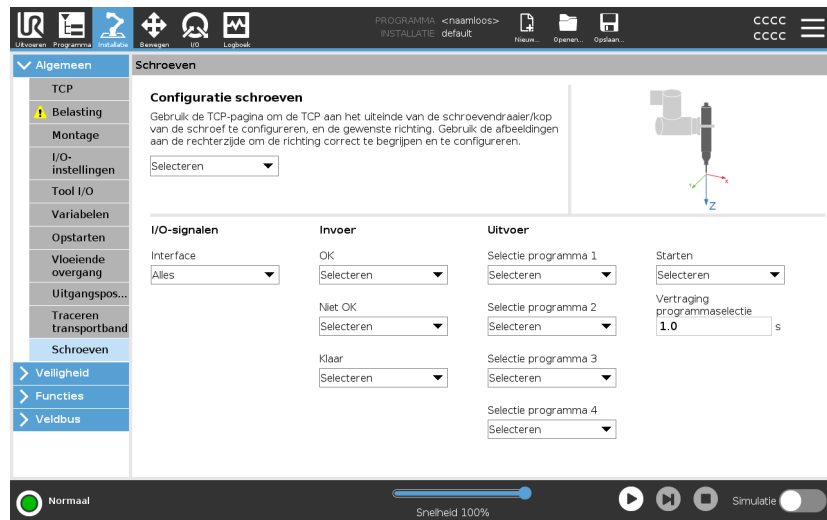 UR
PROGRAMMA <naamloos>
INSTALLATIE default
CCCC
CCCC
Uitvoeren Programma Installatie Bewegen I/O Logboek Nieuw... Openen... Opslaan...
Algemeen
Schroeven
TCP
Belasting
Montage
I/O-
instellingen
Tool I/O
Variabelen
Opstarten
Vloeiende
overgang
Uitgangspos...
Traceren
transportband
Schroeven
Veiligheid
Functies
Veldbus
Configuratie schroeven
Gebruik de TCP-pagina om de TCP aan het uiteinde van de schroevendraaier/kop
van de schroef te configureren, en de gewenste richting. Gebruik de afbeeldingen
aan de rechterzijde om de richting correct te begrijpen en te configureren.
Selecteren
Y X
Z
I/O-signalen
Interface
Alles
Invoer
OK
Selecteren
Niet OK
Selecteren
Klaar
Selecteren
Uitvoer
Selectie programma 1
Selecteren
Selectie programma 2
Selecteren
Selectie programma 3
Selecteren
Selectie programma 4
Selecteren
Starten
Selecteren
Vertraging
programmaselectie
1.0 s
Normaal
Snelheid 100%
Simulatie